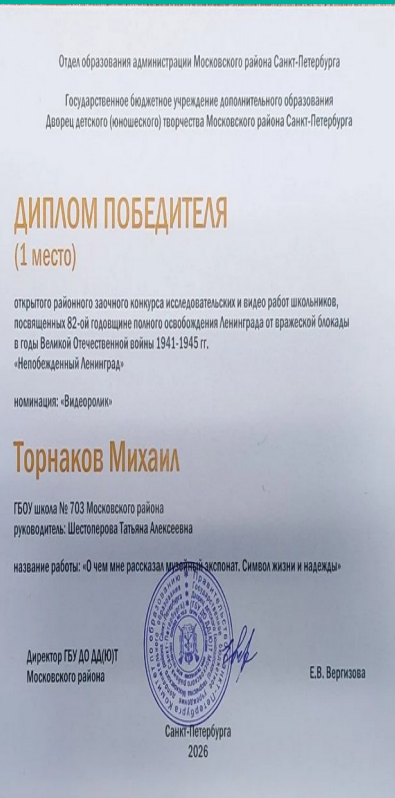 Отдел образования администрации Московского района Санкт-Петербурга
Государственное бюджетное учреждение дополнительного образования
Дворец детского (юношеского) творчества Московского района Санкт-Петербурга
ДИПЛОМ ПОБЕДИТЕЛЯ
(1 место)
открытого районного заочного конкурса исследовательских и видео работ школьников,
посвященных 82-ой годовщине полного освобождения Ленинграда от вражеской блокады
в годы Великой Отечественной войны 1941-1945 гг.
«Непобежденный Ленинград»
номинация: «Видеоролик»
Торнаков Михаил
ГБОУ школа № 703 Московского района
руководитель: Шестоперова Татьяна Алексеевна
название работы: «О чем мне рассказал музейный экспонат. Символ жизни и надежды»
Директор ГБУ ДО ДД(Ю)Т
Московского района
Е.В. Вергизова
Санкт-Петербург
2026